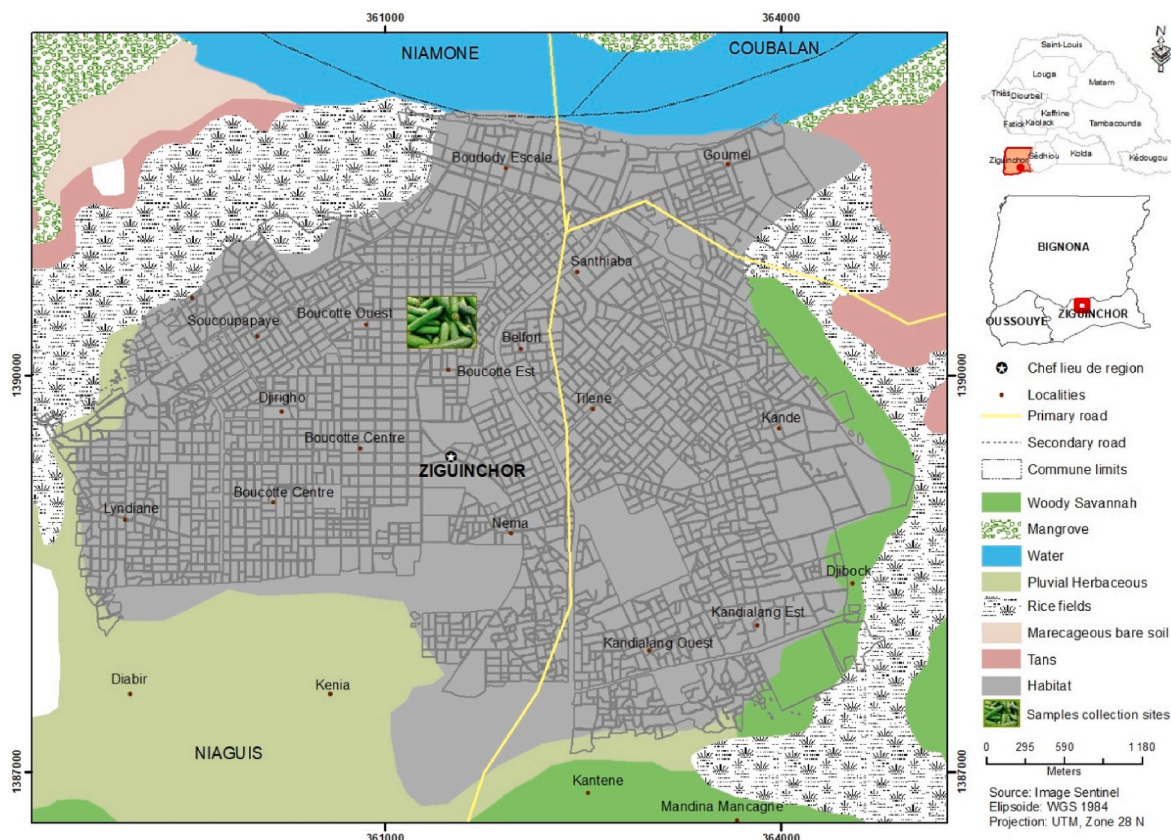 361000
364000
NIAMONE
COUBALAN
Boudody Escale
Goumel
Santhiaba
Soucoupapaye
Boucotte Ouest
Belfort
Boucotte Est
1390000
1390000
Djirigho
Tilene
Kande
Boucotte Centre
ZIGUINCHOR
Boucotte Centre
Lyndiane
Nema
Djibock
Kandialang Est
Kandialang Ouest
Diabir
Kenia
NIAGUIS
1387000
1387000
Kantene
Mandina Mancagne
361000
364000
N
Saint-Louis
Louga
Matam
Thiès
Diourbel
Kaffrine
Fatick
Kaolack
Tambacounda
Ziguinchor
Sédhiou
Kolda
Kédougou
BIGNONA
OUSSOUYE
ZIGUINCHOR
Chef lieu de region
Localities
Primary road
Secondary road
Commune limits
Woody Savannah
Mangrove
Water
Pluvial Herbaceous
Rice fields
Marecageous bare soil
Tans
Habitat
Samples collection sites
0 295 590 1180
Meters
Source: Image Sentinel
Elipsoide: WGS 1984
Projection: UTM, Zone 28 N